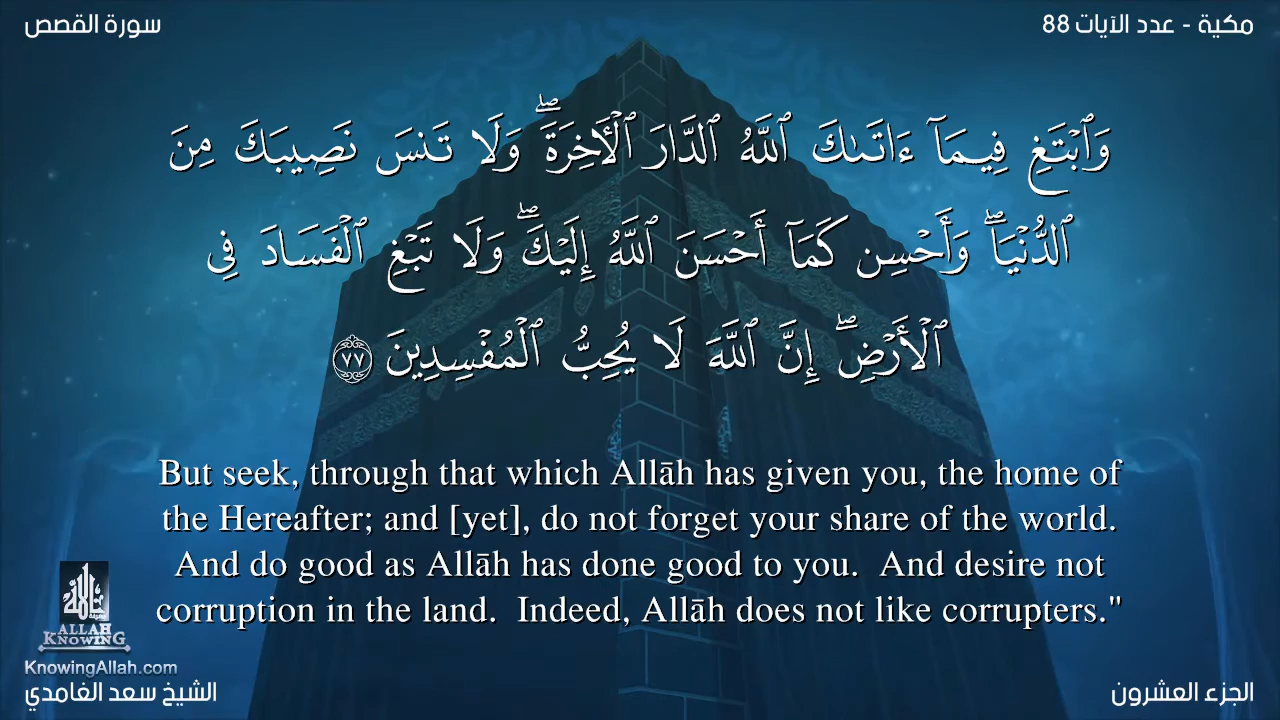 مكية - عدد الآيات 88
سورة القصص
وَٱبْتَغِ فِيمَآ ءَاتَىٰكَ ٱللَّهُ ٱلدَّارَ ٱلْـَٔاخِرَةَ ۖ وَلَا تَنسَ نَصِيبَكَ مِنَ
ٱلدُّنْيَا ۖ وَأَحْسِن كَمَآ أَحْسَنَ ٱللَّهُ إِلَيْكَ ۖ وَلَا تَبْغِ ٱلْفَسَادَ فِى
ٱلْأَرْضِ ۖ إِنَّ ٱللَّهَ لَا يُحِبُّ ٱلْمُفْسِدِينَ ٧٧
But seek, through that which Allāh has given you, the home of
the Hereafter; and [yet], do not forget your share of the world.
And do good as Allāh has done good to you.  And desire not
corruption in the land.  Indeed, Allāh does not like corrupters."
ALLAH
KNOWING
KnowingAllah.com
الشيخ سعد الغامدي
الجزء العشرون